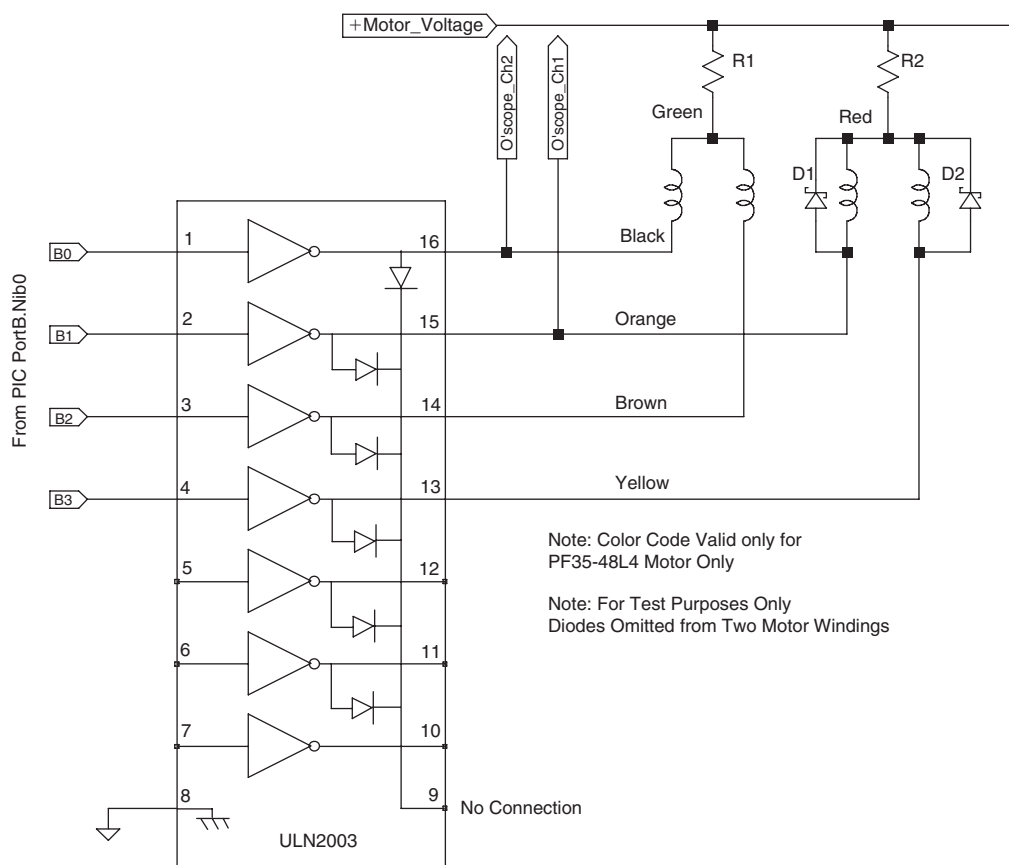 +Motor_Voltage
O'scope_Ch2
O'scope_Ch1
R1
R2
Green
Red
D1
D2
Black
Orange
Brown
Yellow
From PIC PortB.Nib0
B0
B1
B2
B3
1
2
3
4
5
6
7
8
16
15
14
13
12
11
10
9
No Connection
ULN2003
Note: Color Code Valid only for
PF35-48L4 Motor Only
Note: For Test Purposes Only
Diodes Omitted from Two Motor Windings